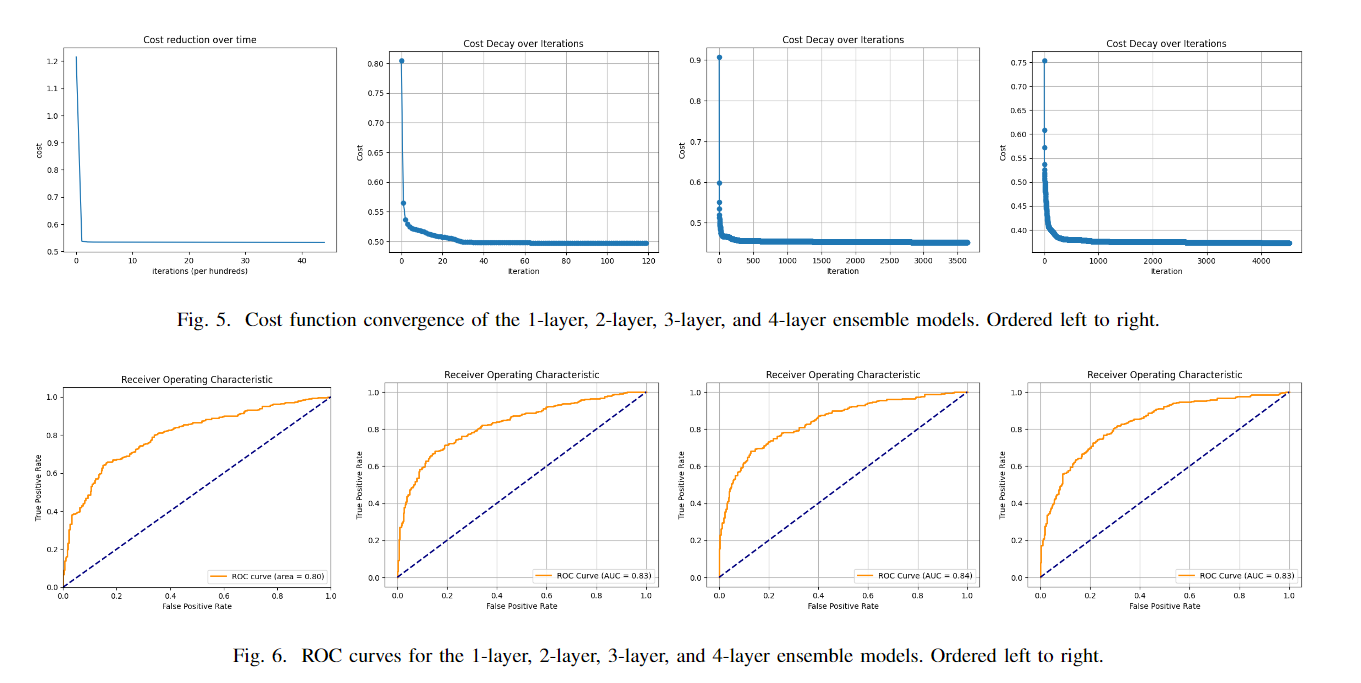 Cost reduction over time
1.2
1.1
1.0
0.9
0.8
0.7
0.6
0.5
cost
0 10 20 30 40
iterations (per hundreds)
Cost Decay over Iterations
0.80
0.75
0.70
0.65
0.60
0.55
0.50
Cost
0 20 40 60 80 100 120
Iteration
Cost Decay over Iterations
0.9
0.8
0.7
0.6
0.5
Cost
0 500 1000 1500 2000 2500 3000 3500
Iteration
Cost Decay over Iterations
0.75
0.70
0.65
0.60
0.55
0.50
0.45
0.40
Cost
0 1000 2000 3000 4000
Iteration
Fig. 5. Cost function convergence of the 1-layer, 2-layer, 3-layer, and 4-layer ensemble models. Ordered left to right.
Receiver Operating Characteristic
1.0
0.8
0.6
0.4
0.2
0.0
True Positive Rate
ROC curve (area = 0.80)
0.0 0.2 0.4 0.6 0.8 1.0
False Positive Rate
Receiver Operating Characteristic
1.0
0.8
0.6
0.4
0.2
0.0
True Positive Rate
ROC Curve (AUC = 0.83)
0.0 0.2 0.4 0.6 0.8 1.0
False Positive Rate
Receiver Operating Characteristic
1.0
0.8
0.6
0.4
0.2
0.0
True Positive Rate
ROC Curve (AUC = 0.84)
0.0 0.2 0.4 0.6 0.8 1.0
False Positive Rate
Receiver Operating Characteristic
1.0
0.8
0.6
0.4
0.2
0.0
True Positive Rate
ROC Curve (AUC = 0.83)
0.0 0.2 0.4 0.6 0.8 1.0
False Positive Rate
Fig. 6. ROC curves for the 1-layer, 2-layer, 3-layer, and 4-layer ensemble models. Ordered left to right.